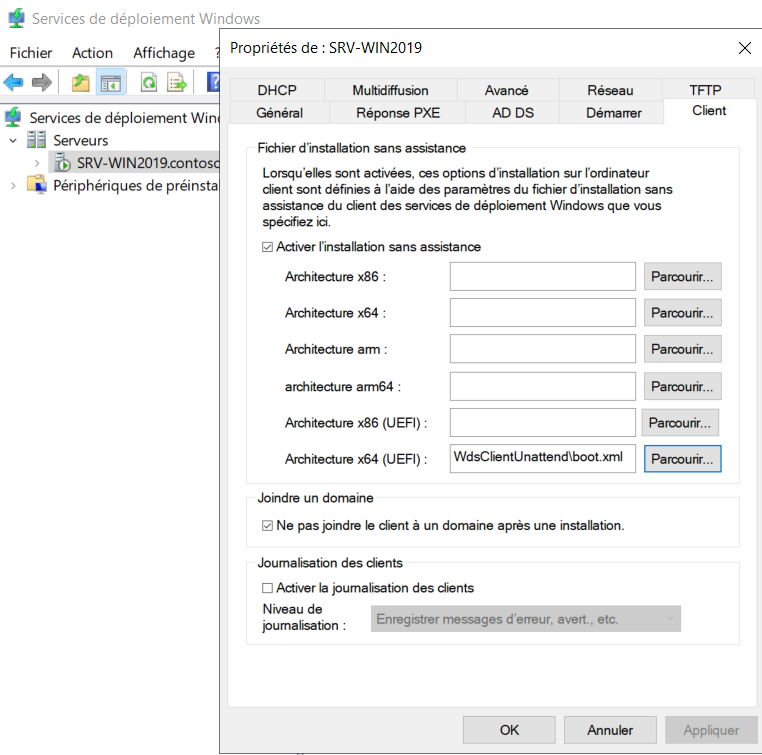 Services de déploiement Windows
Fichier Action Affichage ?
Propriétés de : SRV-WIN2019
Services de déploiement Win
Serveurs
SRV-WIN2019.contoso
Périphériques de préinsta
DHCP Multidiffusion Avancé Réseau TFTP
Général Réponse PXE AD DS Démarrer Client
Fichier d'installation sans assistance
Lorsqu'elles sont activées, ces options d'installation sur l'ordinateur
client sont définies à l'aide des paramètres du fichier d'installation sans
assistance du client des services de déploiement Windows que vous
spécifiez ici.
Activer l'installation sans assistance
Architecture x86 : Parcourir...
Architecture x64 : Parcourir...
Architecture arm : Parcourir...
architecture arm64 : Parcourir...
Architecture x86 (UEFI) : Parcourir...
Architecture x64 (UEFI) : WdsClientUnattend\boot.xml Parcourir...
Joindre un domaine
Ne pas joindre le client à un domaine après une installation.
Journalisation des clients
Activer la journalisation des clients
Niveau de
journalisation : Enregistrer messages d'erreur, avert., etc.
OK Annuler Appliquer